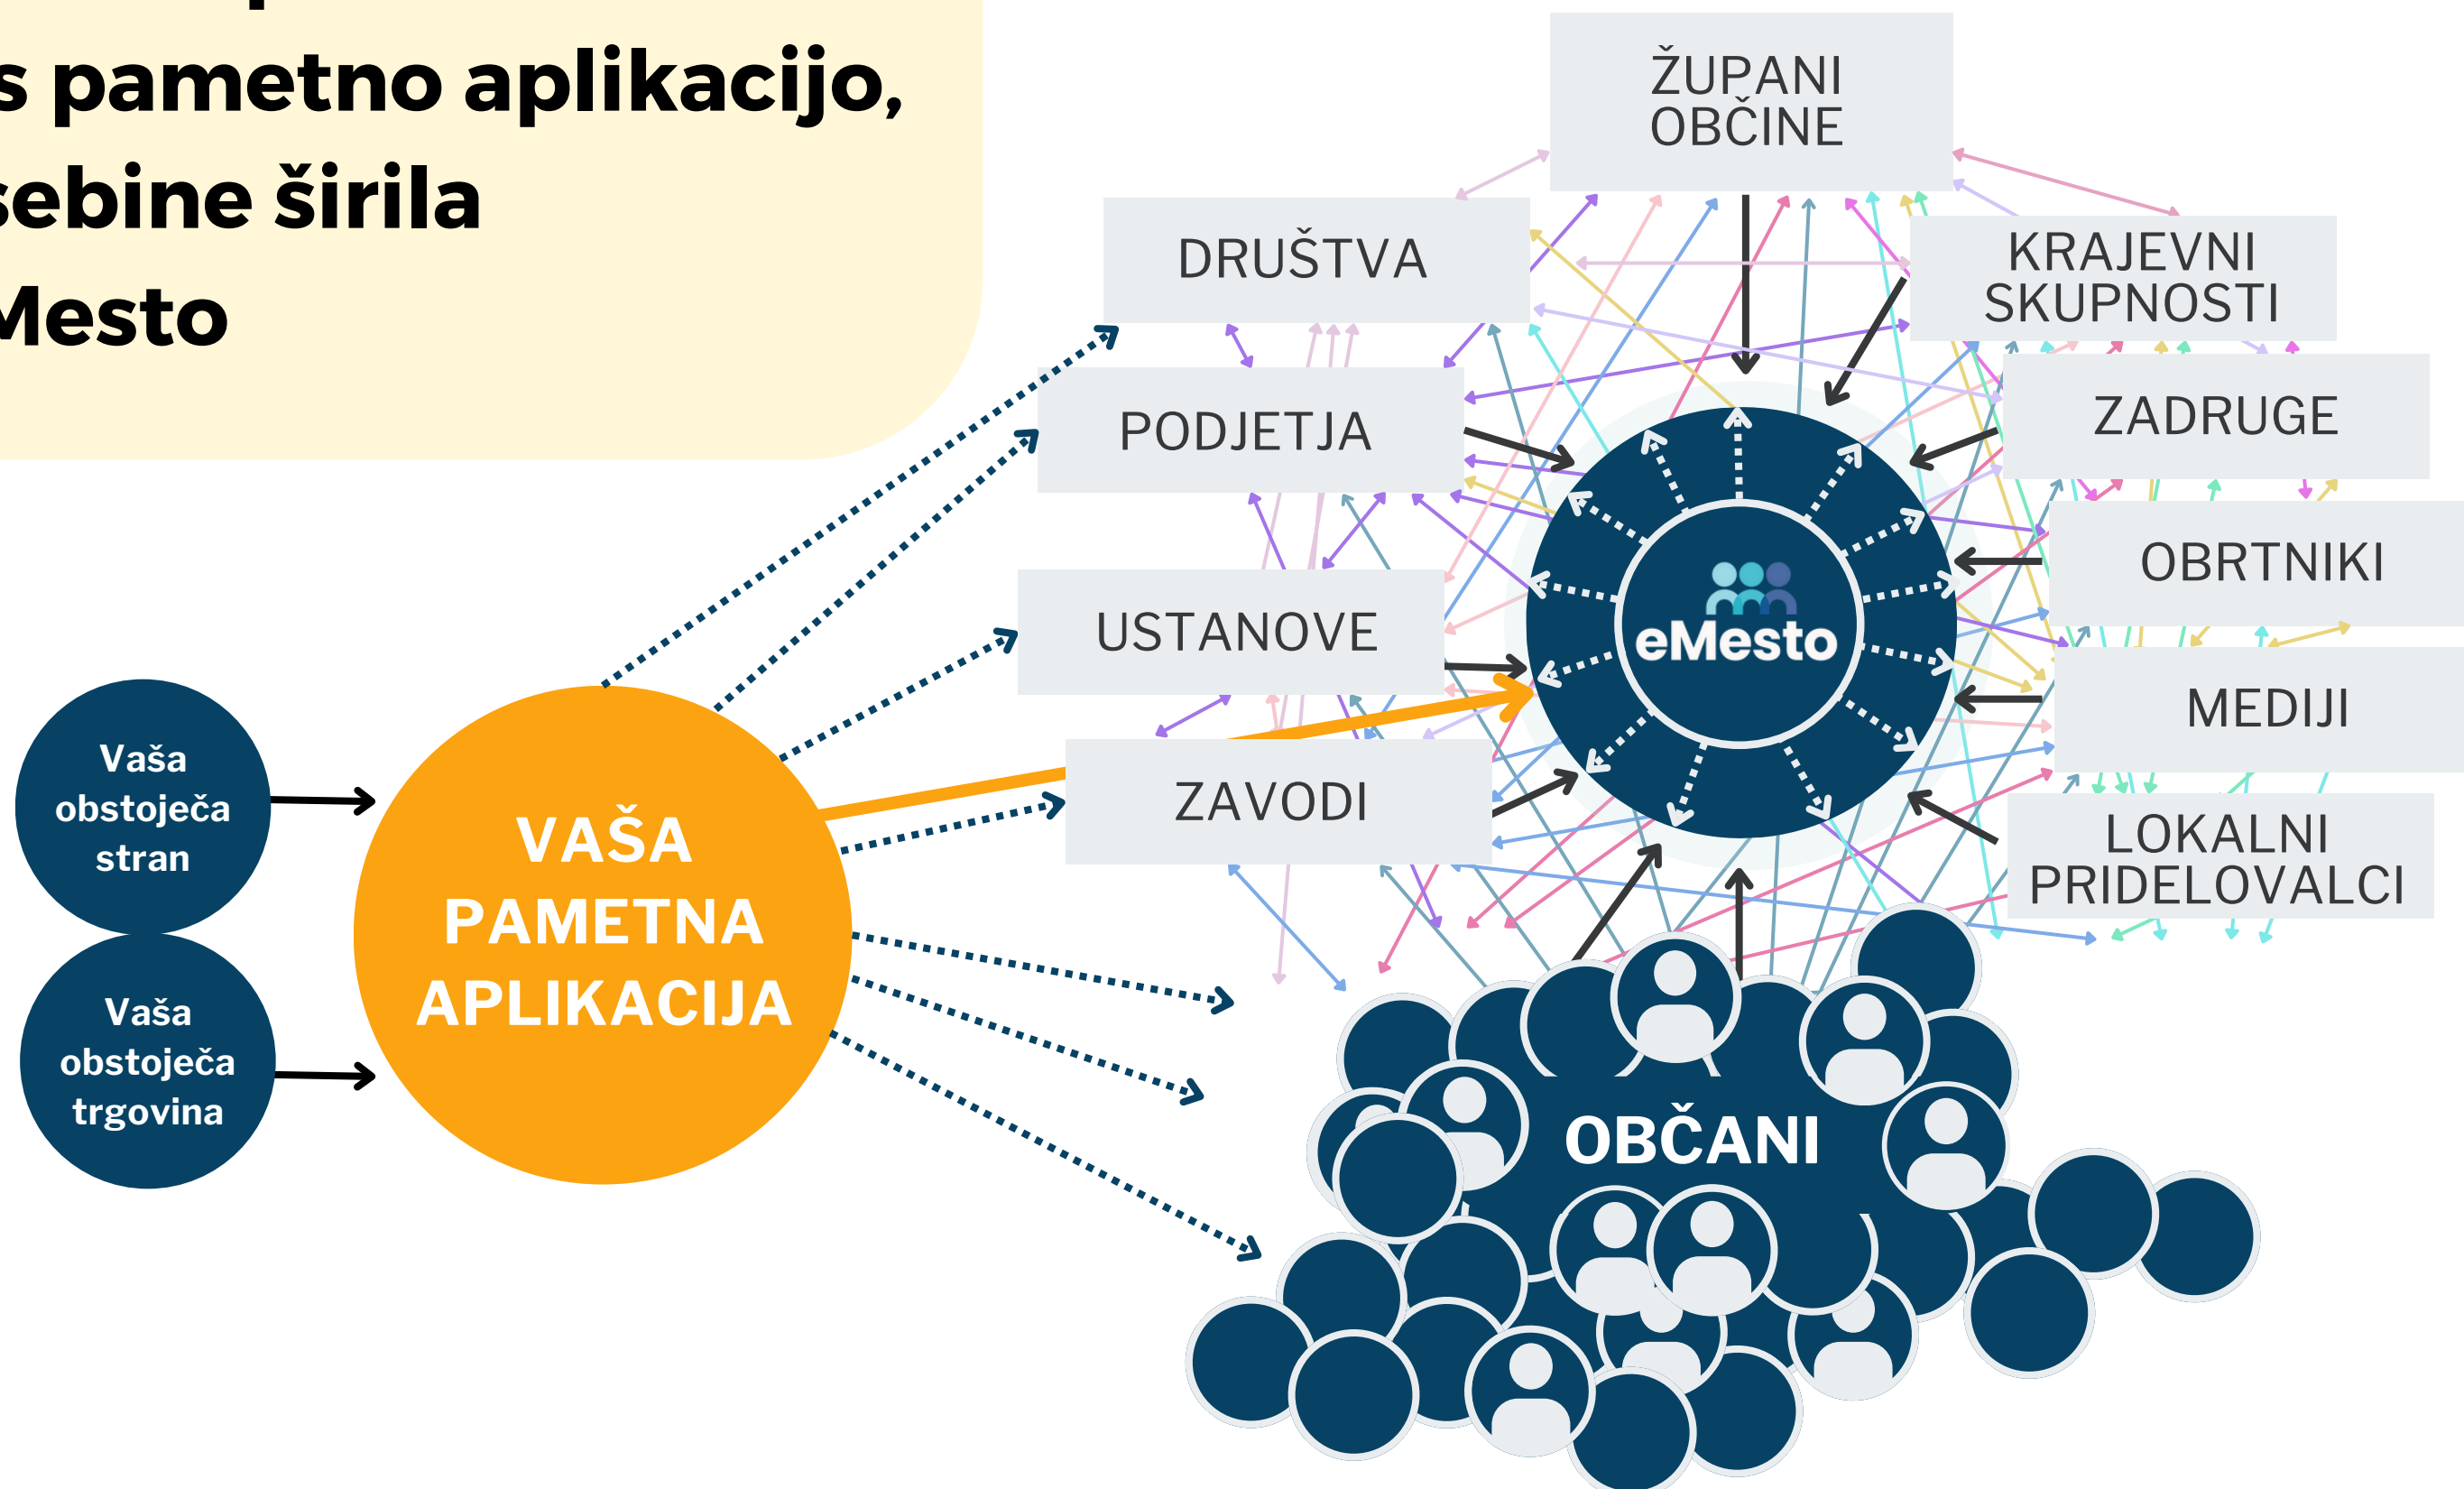 s pametno aplikacijo,
sebine širila
Mesto
ŽUPANI
OBČINE
DRUŠTVA
KRAJEVNI
SKUPNOSTI
PODJETJA
ZADRUGE
USTANOVE
OBRTNIKI
eMesto
MEDIJI
ZAVODI
LOKALNI
PRIDELOVALCI
Vaša
obstoječa
stran
VAŠA
PAMETNA
APLIKACIJA
Vaša
obstoječa
trgovina
OBČANI